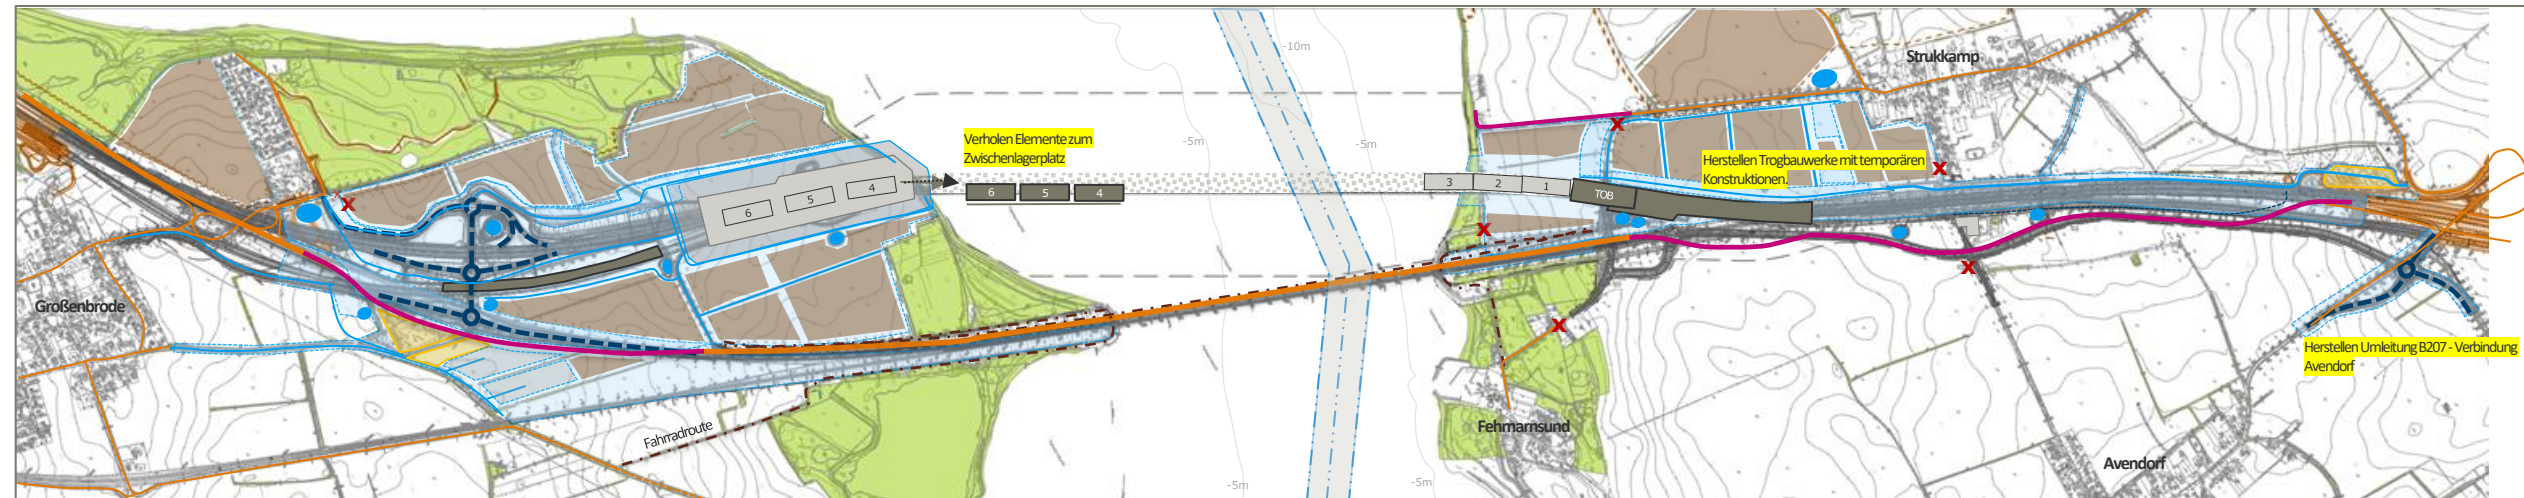 -10m
Strukkamp
Verholen Elemente zum
Zwischenlagerplatz
-5m
-5m
Herstellen Trogbauwerke mit temporären
Konstruktionen.
x
x
x
x
x
x
6
5
4
6
5
4
3
2
1
TOB
Großenbrode
Herstellen Umleitung B207 - Verbindung
Avendorf
Fahrradroute
Fehmarnsund
Avendorf
-5m
-5m